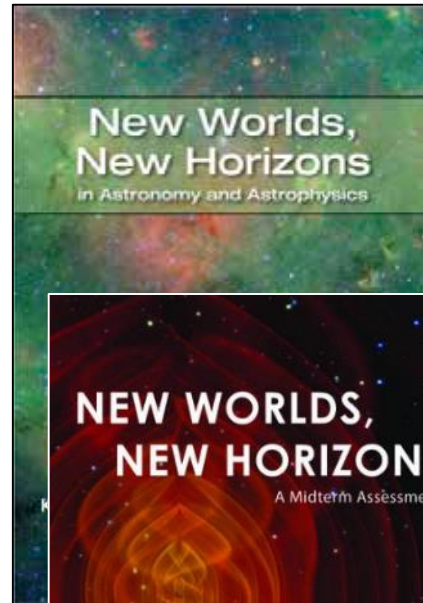 New Worlds,
New Horizons
in Astronomy and Astrophysics
NEW WORLDS,
NEW HORIZON
A Midterm Assessme
K